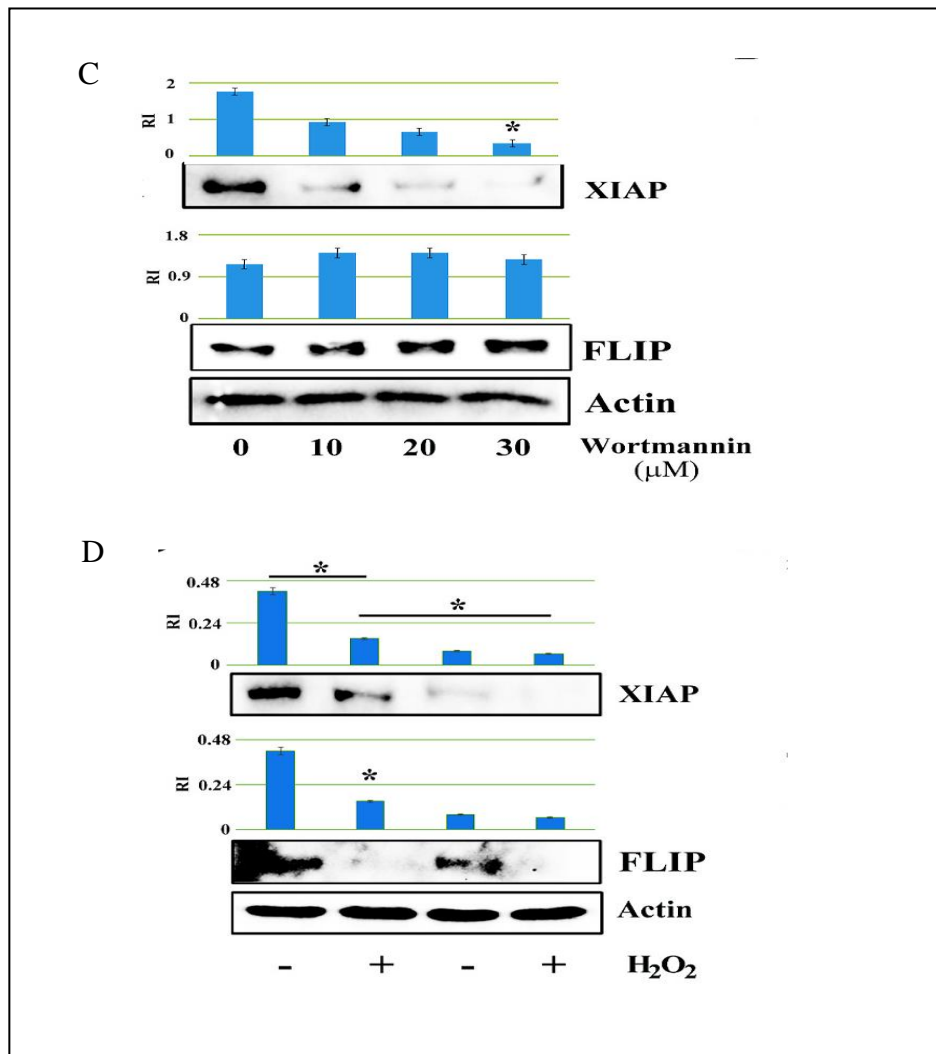 C
2
1
0
RI
*
XIAP
1.8
0.9
0
RI
FLIP
Actin
0 10 20 30 Wortmannin
(μM)
D
0.48
0.24
0
RI
* *
XIAP
0.48
0.24
0
RI
*
FLIP
Actin
- + - + H₂O₂